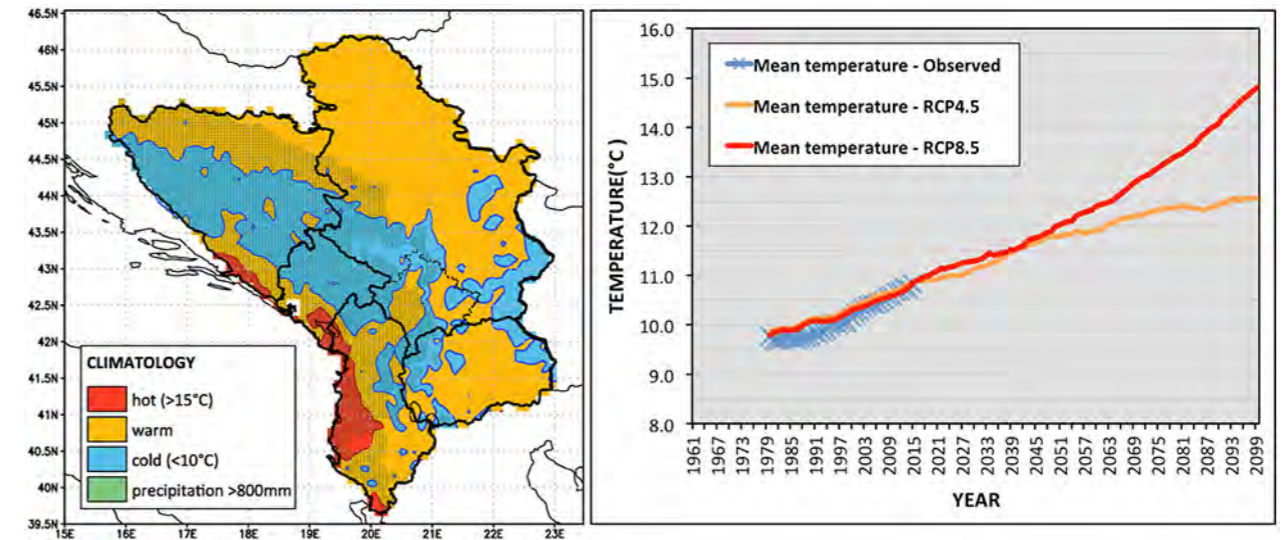 46.5N
46N
45.5N
45N
44.5N
44N
43.5N
43N
42.5N
42N
41.5N
41N
40.5N
40N
39.5N
15E 16E 17E 18E 19E 20E 21E 22E 23E
CLIMATOLOGY
hot (>15°C)
warm
cold (<10°C)
precipitation >800mm
TEMPERATURE(°C )
16.0
15.0
14.0
13.0
12.0
11.0
10.0
9.0
8.0
Mean temperature - Observed
Mean temperature - RCP4.5
Mean temperature - RCP8.5
1961 1967 1973 1979 1985 1991 1997 2003 2009 2015 2021 2027 2033 2039 2045 2051 2057 2063 2069 2075 2081 2087 2093 2099
YEAR